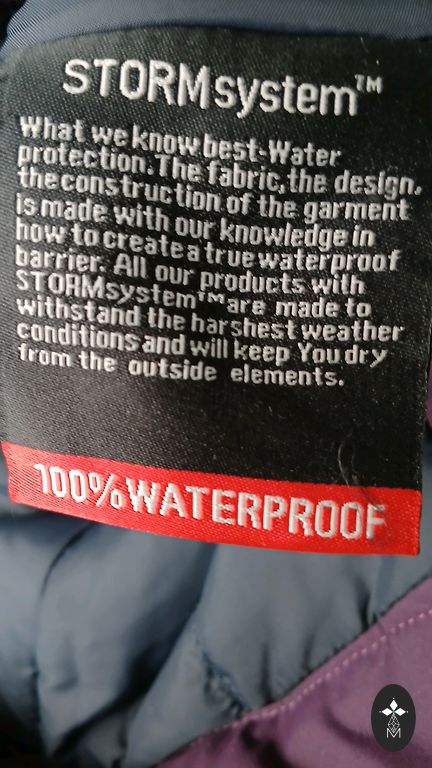 STORMsystem™
What we know best-Water
protection.The fabric,the design,
the construction of the garment
is made with our knowledge in
how to create a true waterproof
barrier. All our products with
STORMsystem™are made to
withstand the harshest weather
conditions and will keep You dry
from the outside elements.
100% WATERPROOF
M